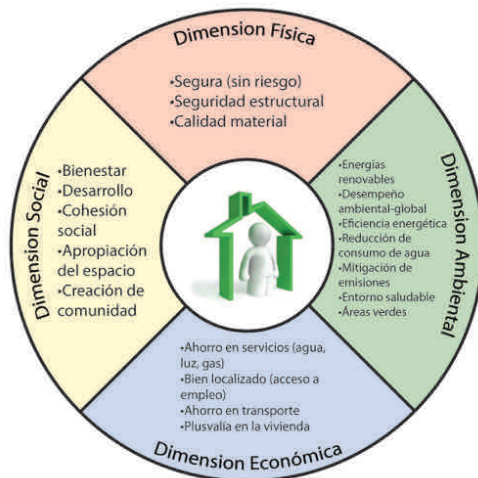 Dimension Física
•Segura (sin riesgo)
•Seguridad estructural
•Calidad material
Dimension Social
•Bienestar
•Desarrollo
•Cohesión
social
•Apropiación
del espacio
•Creación de
comunidad
Dimension Ambiental
•Energías
renovables
•Desempeño
ambiental-global
•Eficiencia energética
•Reducción de
consumo de agua
•Mitigación de
emisiones
•Entorno saludable
•Áreas verdes
•Ahorro en servicios (agua,
luz, gas)
•Bien localizado (acceso a
empleo)
•Ahorro en transporte
•Plusvalía en la vivienda
Dimension Económica